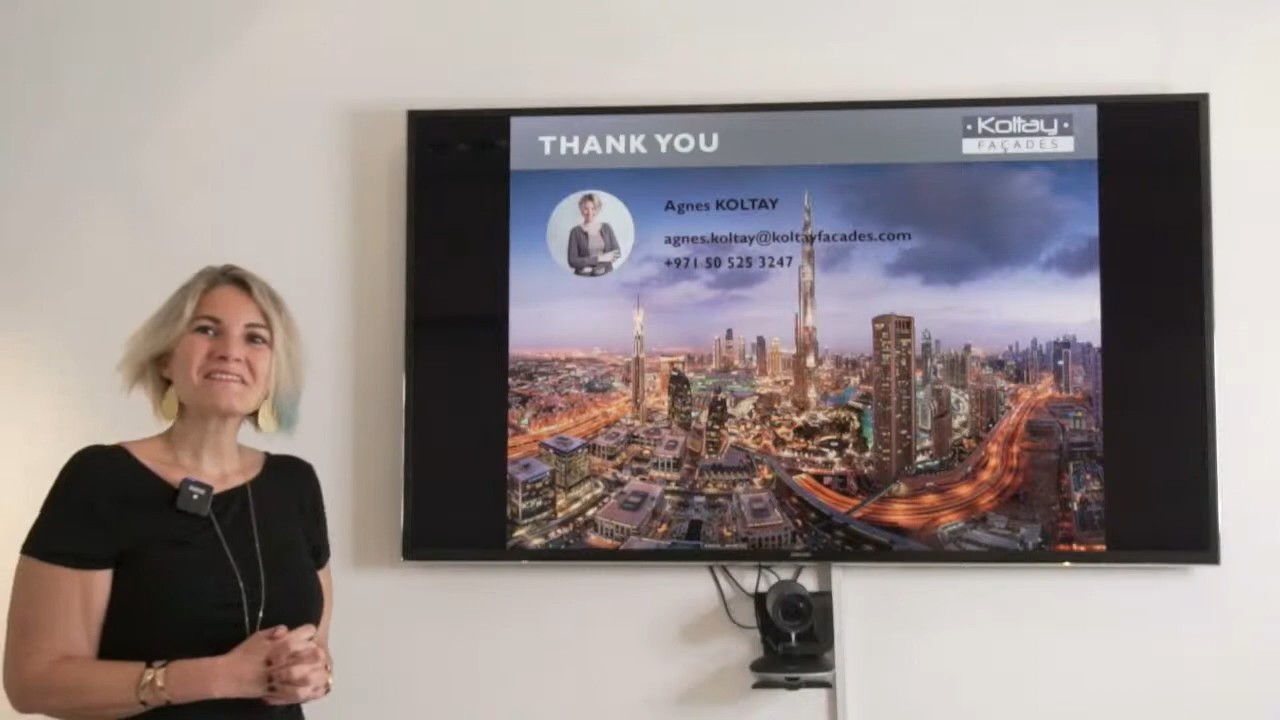 THANK YOU
Koltay
FAÇADES
Agnes KOLTAY
agnes.koltay@koltayfacades.com
+971 50 525 3247